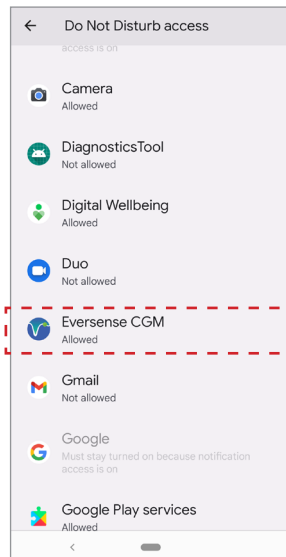 Do Not Disturb access
access is on
Camera
Allowed
DiagnosticsTool
Not allowed
Digital Wellbeing
Allowed
Duo
Not allowed
Eversense CGM
Allowed
Gmail
Not allowed
Google
Must stay turned on because notification
access is on
Google Play services
Allowed